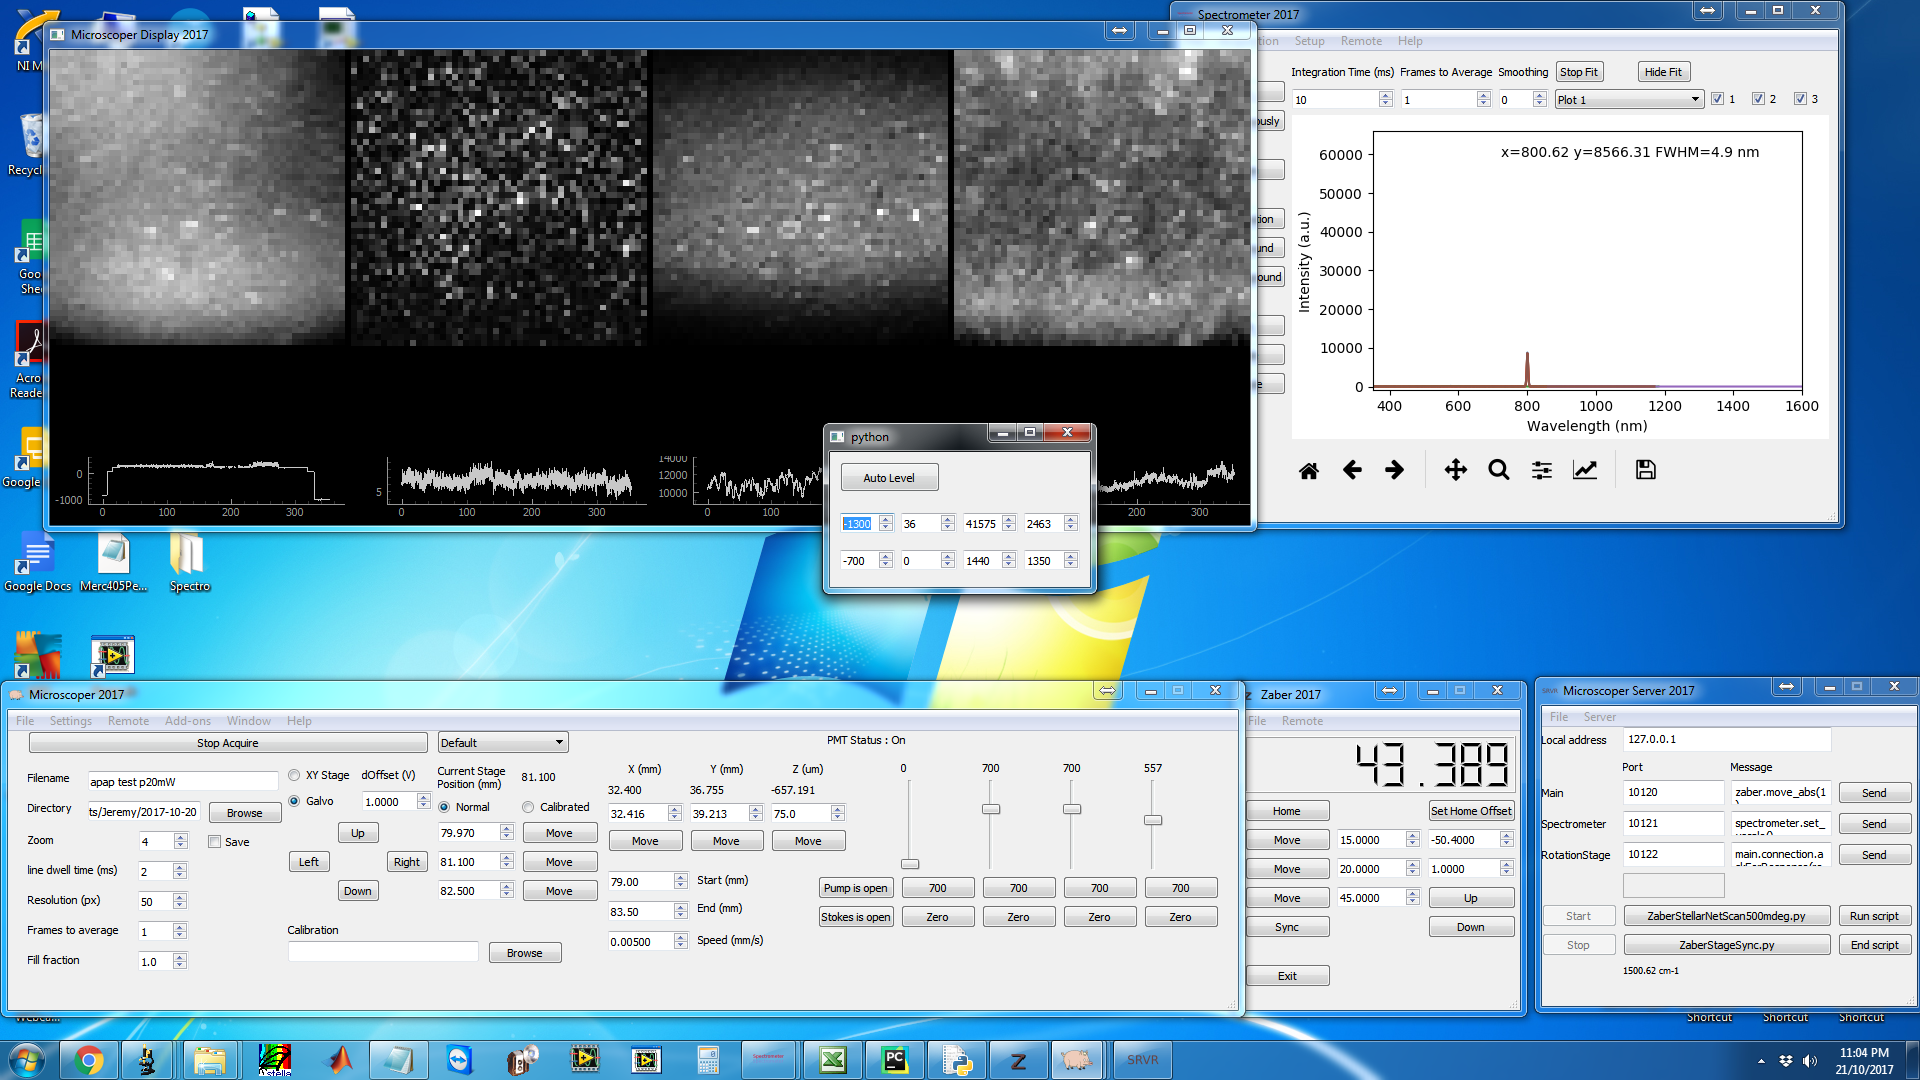 Microscoper Display 2017
Spectrometer 2017
Setup Remote Help
Integration Time (ms) Frames to Average Smoothing Stop Fit Hide Fit
10 1 0 Plot 1 1 2 3
x=800.62 y=8566.31 FWHM=4.9 nm
60000
50000
40000
30000
20000
10000
0
Intensity (a.u.)
400 600 800 1000 1200 1400 1600
Wavelength (nm)
0
-1000
0 100 200 300
5
0 100 200 300
14000
12000
10000
0 100
200 300
python
Auto Level
-1300 36 41575 2463
-700 0 1440 1350
NI M
Recycl
Goo
She
Acro
Reade
Google
Google Docs
Merc405Pe...
Spectro
Microscoper 2017
File Settings Remote Add-ons Window Help
Stop Acquire
Default
PMT Status : On
Filename apap test p20mW
Directory ts/Jeremy/2017-10-20 Browse
Zoom 4 Save
line dwell time (ms) 2
Resolution (px) 50
Frames to average 1
Fill fraction 1.0
XY Stage dOffset (V)
Galvo 1.0000
Up
Left Right
Down
Calibration
Browse
Current Stage
Position (mm) 81.100
Normal Calibrated
79.970 Move
81.100 Move
82.500 Move
X (mm) Y (mm) Z (um)
32.400 36.755 -657.191
32.416 39.213 75.0
Move Move Move
79.00 Start (mm)
83.50 End (mm)
0.00500 Speed (mm/s)
0 700 700 557
Pump is open 700 700 700 700
Stokes is open Zero Zero Zero Zero
Zaber 2017
File Remote
43.389
Home Set Home Offset
Move 15.0000 -50.4000
Move 20.0000 1.0000
Move 45.0000 Up
Sync Down
Exit
Microscoper Server 2017
File Server
Local address 127.0.0.1
Port Message
Main 10120 zaber.move_abs(1 Send
Spectrometer 10121 spectrometer.set_ Send
RotationStage 10122 main.connection.a Send
Start ZaberStellarNetScan500mdeg.py Run script
Stop ZaberStageSync.py End script
1500.62 cm-1
Shortcut Shortcut Shortcut
Astella
Spectrometer
PC
Z
SRVR
11:04 PM
21/10/2017